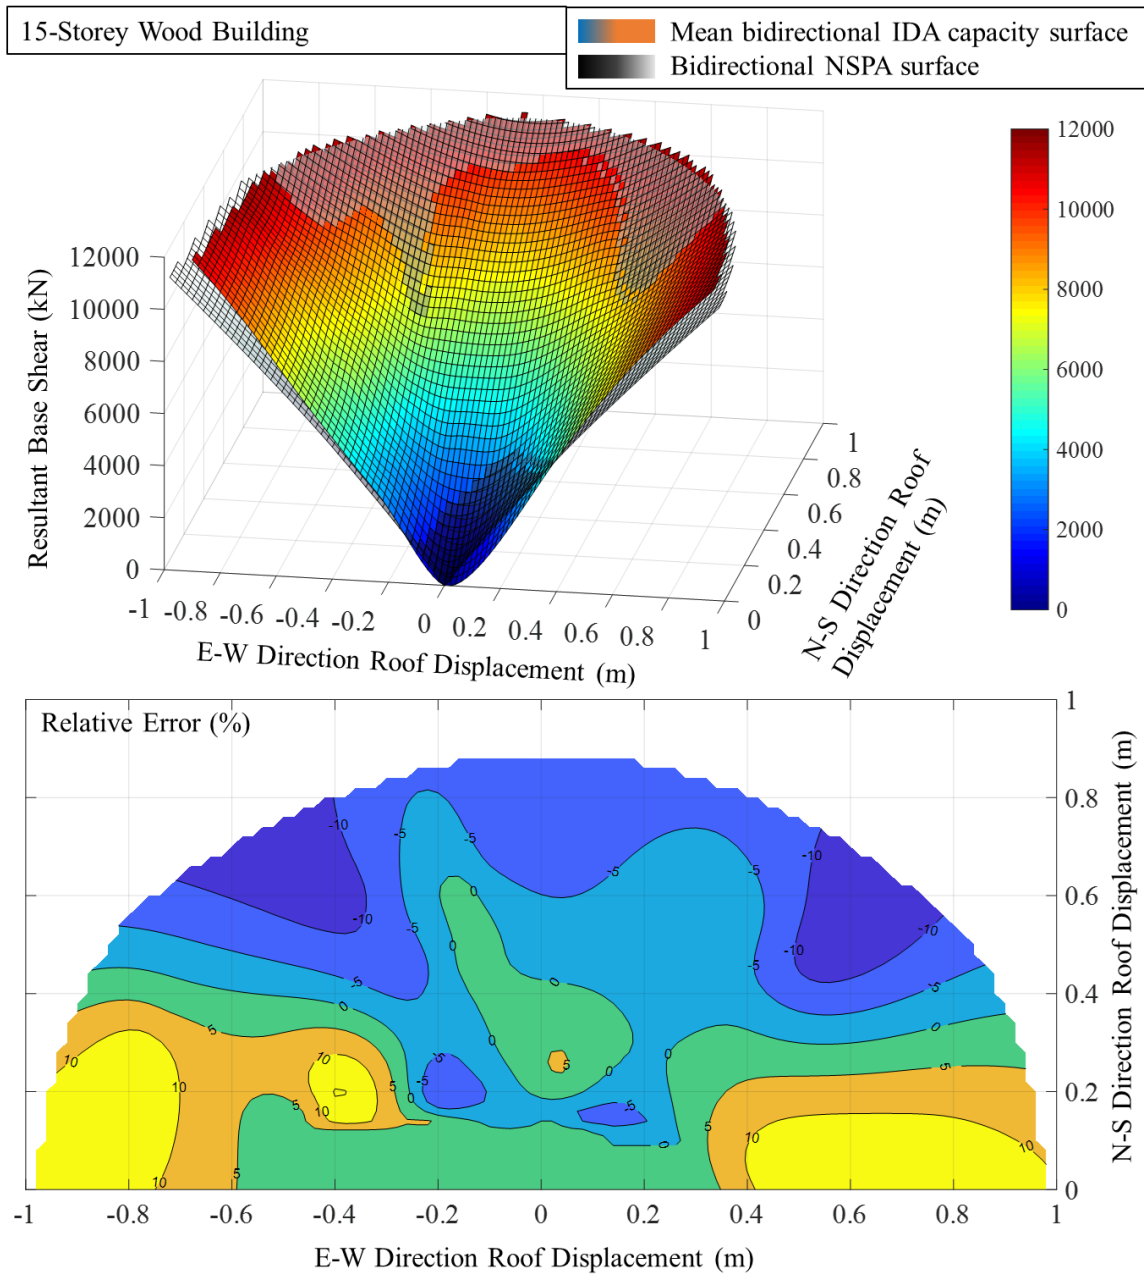 15-Storey Wood Building
Mean bidirectional IDA capacity surface
Bidirectional NSPA surface
12000
10000
8000
6000
4000
2000
0
Resultant Base Shear (kN)
12000
10000
8000
6000
4000
2000
0
-1 -0.8 -0.6 -0.4 -0.2 0 0.2 0.4 0.6 0.8 1
E-W Direction Roof Displacement (m)
0 0.2 0.4 0.6 0.8 1
N-S Direction Roof
Displacement (m)
Relative Error (%)
-10 -5 -5 -10
-5 -5
-10 0 -10
-5 0 -10
-5 -5
-5 0 -5
0 0
5 0
10 10 -5 5 0 0 5
10 5 -5
10 5 0 -5 5
0 10 10
10 5
1
0.8
0.6
0.4
0.2
0
N-S Direction Roof Displacement (m)
-1 -0.8 -0.6 -0.4 -0.2 0 0.2 0.4 0.6 0.8 1
E-W Direction Roof Displacement (m)